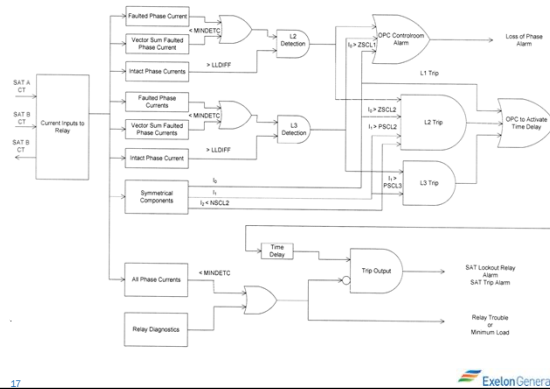 Faulted Phase Current
Vector Sum Faulted
Phase Current
Intact Phase Currents
< MINDETC
> LLDIFF
L2
Detection
I0> ZSCL1
OPC Controlroom
Alarm
Loss of Phase
Alarm
SAT A
CT
SAT B
CT
SAT B
CT
Current Inputs to
Relay
Faulted Phase
Currents
Vector Sum Faulted
Phase Currents
Intact Phase Current
< MINDETC
> LLDIFF
L3
Detection
L1 Trip
I0> ZSCL2
I1> PSCL2
L2 Trip
OPC to Activate
Time Delay
I1 >
PSCL3
L3 Trip
Symmetrical
Components
I0
I1
I2 < NSCL2
Time
Delay
Trip Output
SAT Lockout Relay
Alarm
SAT Trip Alarm
All Phase Currents
< MINDETC
Relay Diagnostics
Relay Trouble
or
Minimum Load
17
Exelon Genera